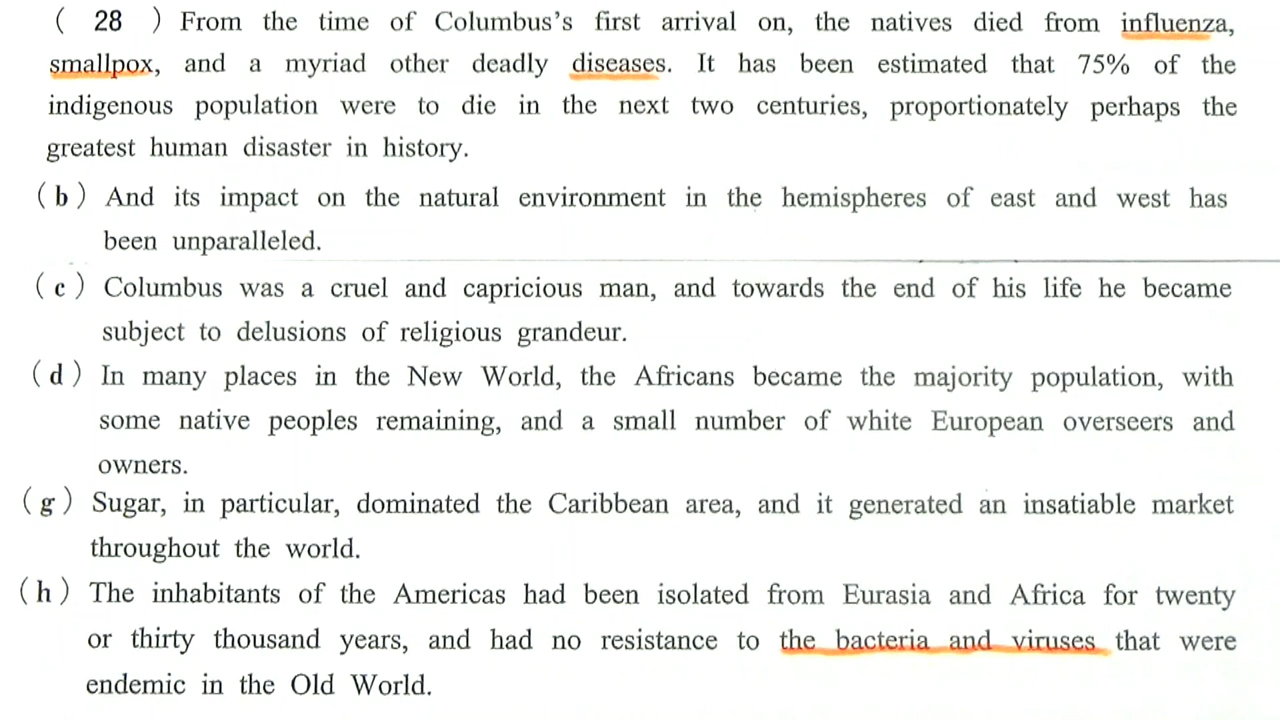 ( 28 ) From the time of Columbus's first arrival on, the natives died from influenza,
smallpox, and a myriad other deadly diseases. It has been estimated that 75% of the
indigenous population were to die in the next two centuries, proportionately perhaps the
greatest human disaster in history.
( b ) And its impact on the natural environment in the hemispheres of east and west has
been unparalleled.
( c ) Columbus was a cruel and capricious man, and towards the end of his life he became
subject to delusions of religious grandeur.
( d ) In many places in the New World, the Africans became the majority population, with
some native peoples remaining, and a small number of white European overseers and
owners.
( g ) Sugar, in particular, dominated the Caribbean area, and it generated an insatiable market
throughout the world.
( h ) The inhabitants of the Americas had been isolated from Eurasia and Africa for twenty
or thirty thousand years, and had no resistance to the bacteria and viruses that were
endemic in the Old World.